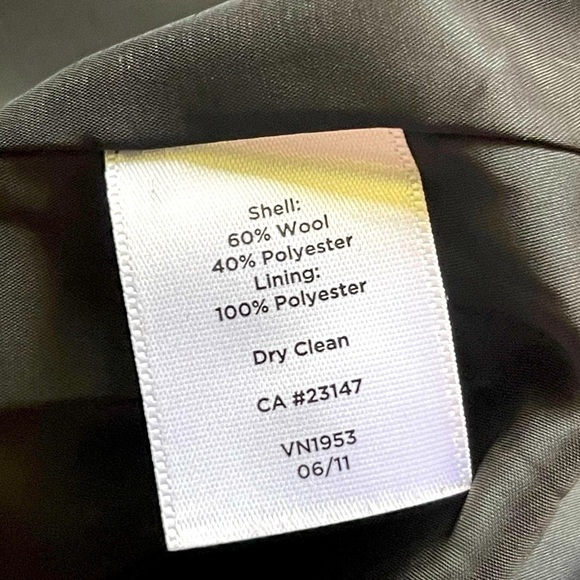 Shell:
60% Wool
40% Polyester
Lining:
100% Polyester
Dry Clean
CA #23147
VN1953
06/11